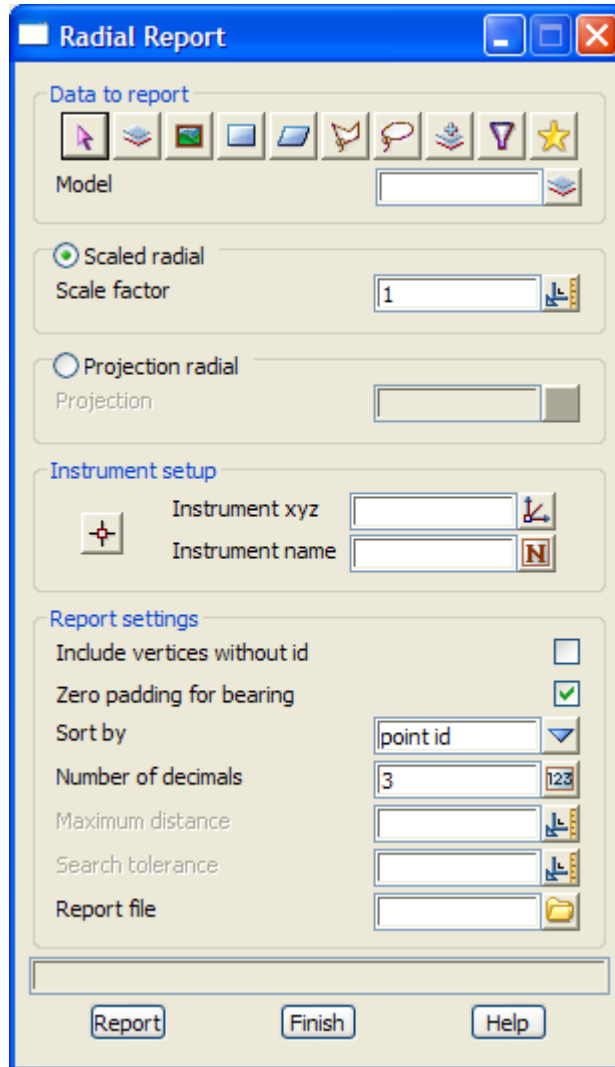 Radial Report
Data to report
Model
Scaled radial
Scale factor 1
Projection radial
Projection
Instrument setup
Instrument xyz
Instrument name N
Report settings
Include vertices without id
Zero padding for bearing
Sort by point id
Number of decimals 3 123
Maximum distance
Search tolerance
Report file
Report Finish Help